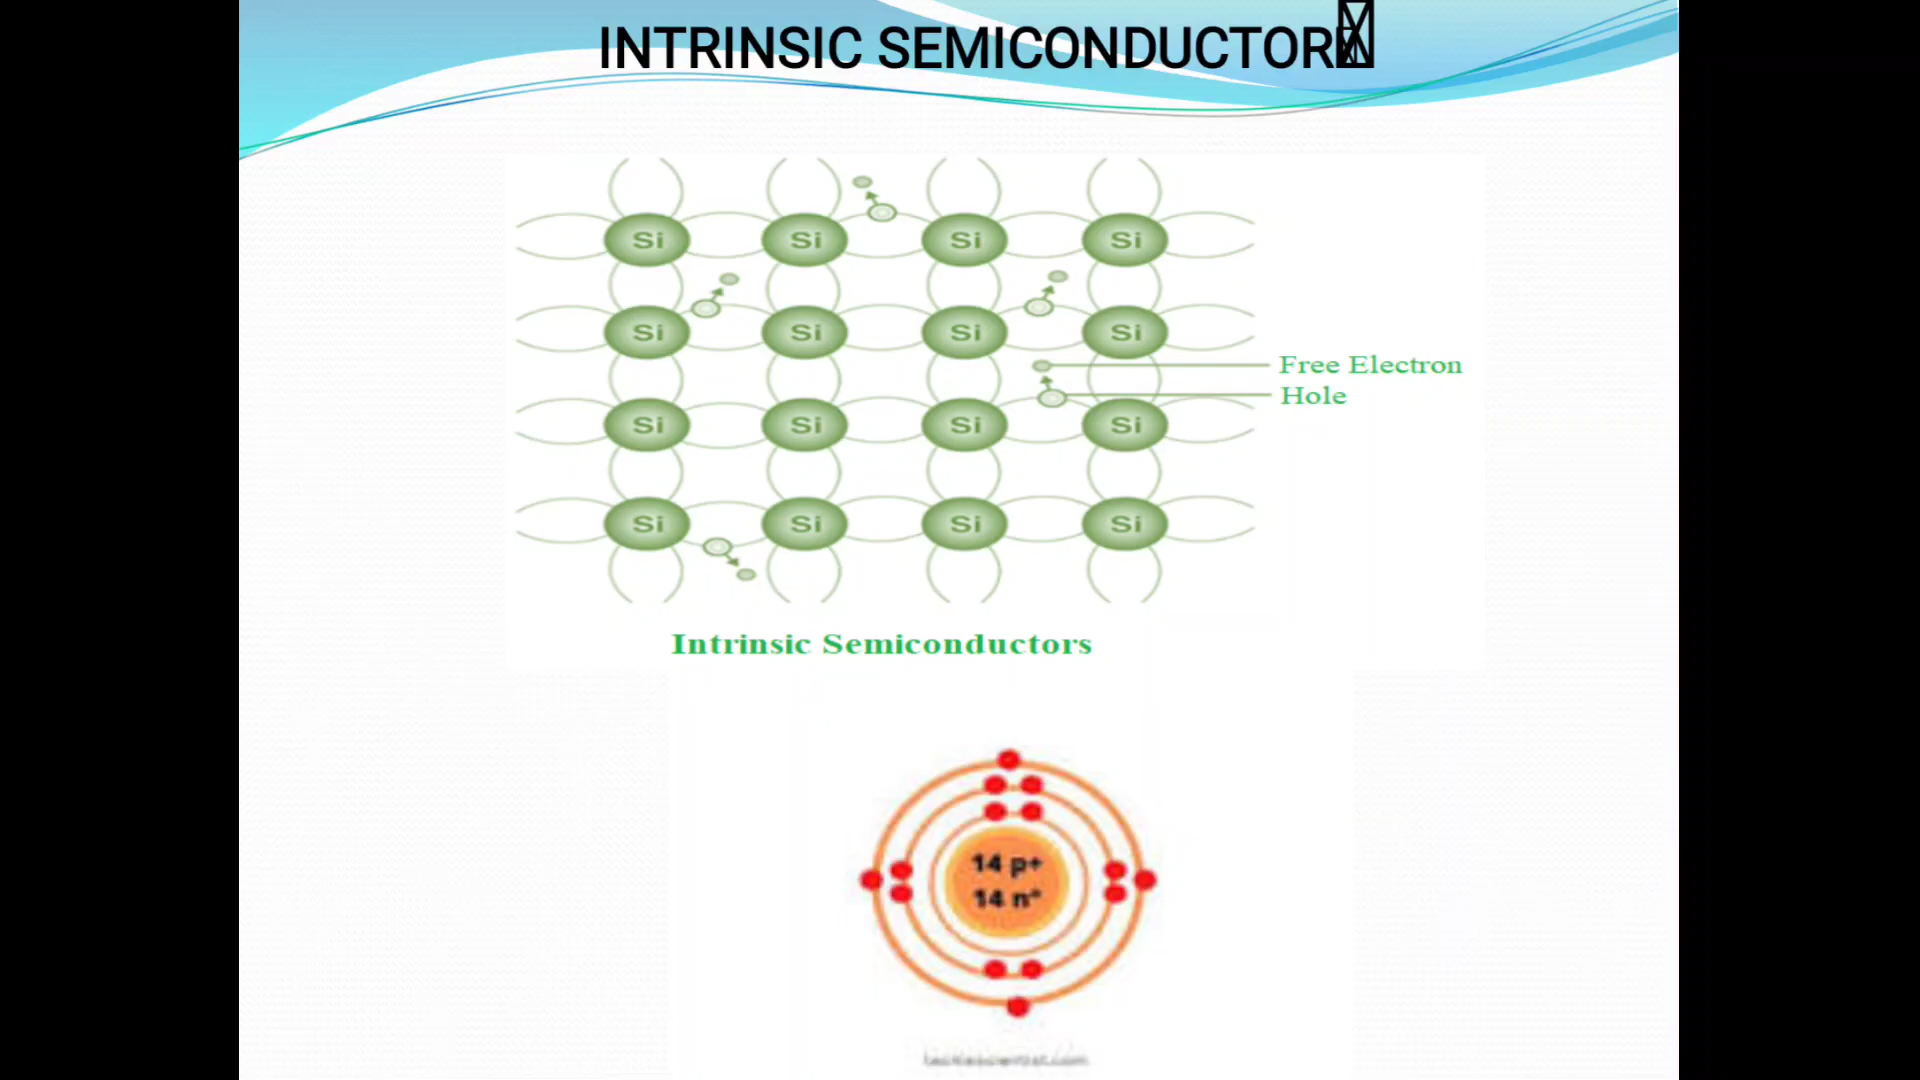 INTRINSIC SEMICONDUCTOR
Si Si Si Si
Si Si Si Si
Free Electron
Hole
Si Si Si Si
Si Si Si Si
Intrinsic Semiconductors
14 p+
14 n°